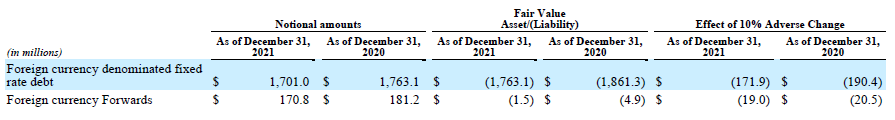 Notional amounts Fair Value Asset/(Liability) Effect of 10% Adverse Change
(in millions) As of December 31, 2021 As of December 31, 2020 As of December 31, 2021 As of December 31, 2020 As of December 31, 2021 As of December 31, 2020
Foreign currency denominated fixed
rate debt $ 1,701.0 $ 1,763.1 $ (1,763.1) $ (1,861.3) $ (171.9) $ (190.4)
Foreign currency Forwards $ 170.8 $ 181.2 $ (1.5) $ (4.9) $ (19.0) $ (20.5)